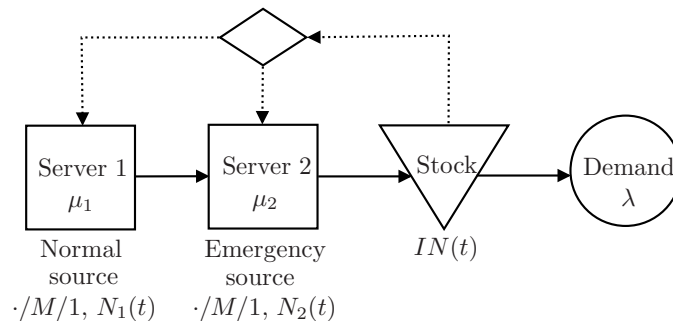 Server 1
μ₁
Server 2
μ₂
Stock
Demand
λ
Normal
source
·/M/1, N₁(t)
Emergency
source
·/M/1, N₂(t)
IN(t)